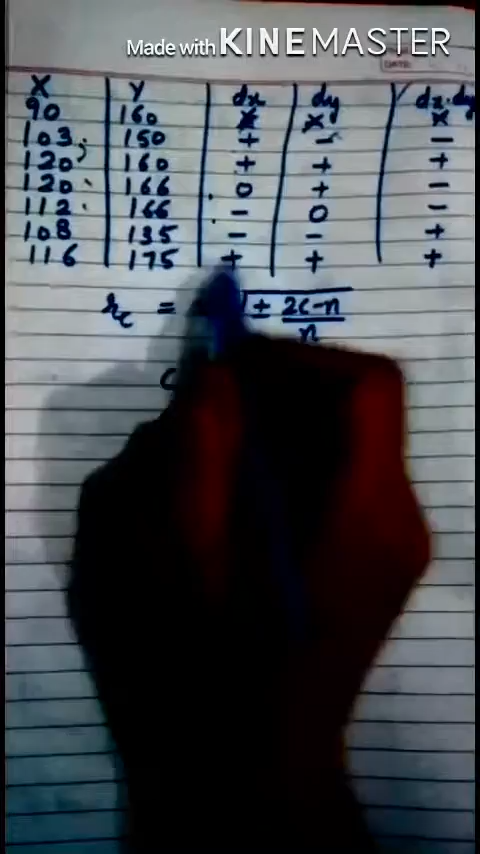 Made with KINEMASTER
DATE:
X Y dx dy dx.dy
90 160 × × ×
103 150 + - -
120 160 + + +
120 166 0 + -
112 166 - 0 -
108 135 - - +
116 175 + + +
= ± 2c-n
n
C